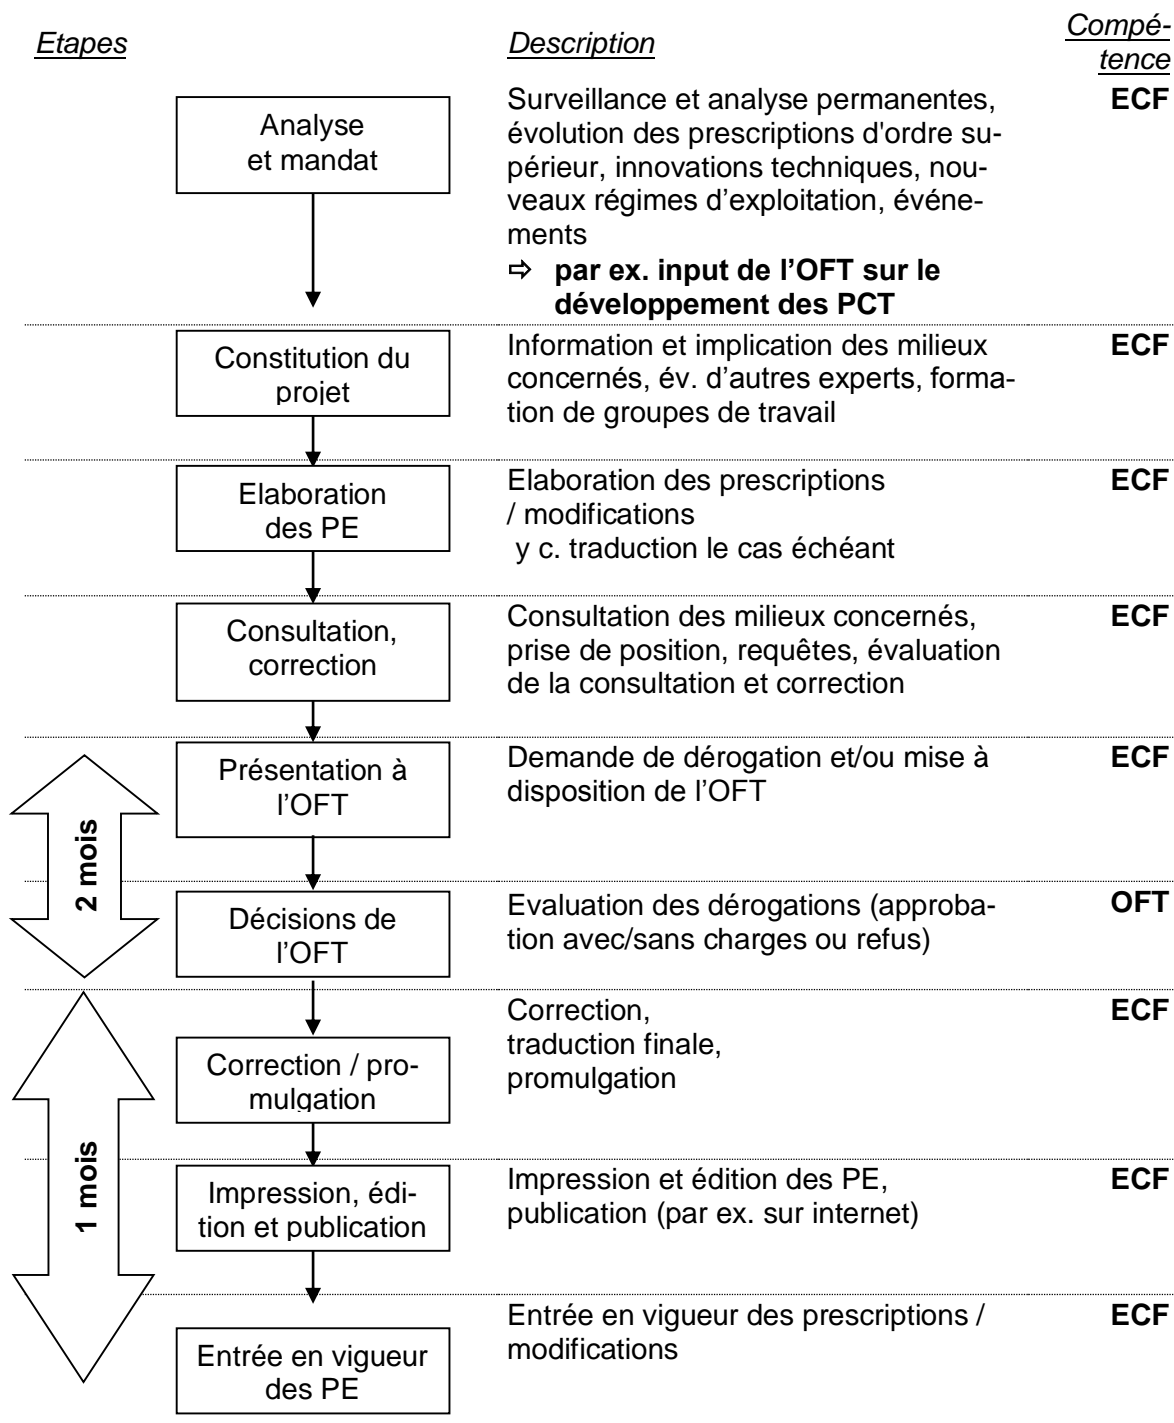 Etapes
Description
Compé-
tence
Analyse
et mandat
Surveillance et analyse permanentes,
évolution des prescriptions d'ordre su-
périeur, innovations techniques, nou-
veaux régimes d’exploitation, événe-
ments
⇨ par ex. input de l’OFT sur le
développement des PCT
ECF
Constitution du
projet
Information et implication des milieux
concernés, év. d’autres experts, forma-
tion de groupes de travail
ECF
Elaboration
des PE
Elaboration des prescriptions
/ modifications
y c. traduction le cas échéant
ECF
Consultation,
correction
Consultation des milieux concernés,
prise de position, requêtes, évaluation
de la consultation et correction
ECF
2 mois
Présentation à
l’OFT
Demande de dérogation et/ou mise à
disposition de l’OFT
ECF
Décisions de
l’OFT
Evaluation des dérogations (approba-
tion avec/sans charges ou refus)
OFT
1 mois
Correction / pro-
mulgation
Correction,
traduction finale,
promulgation
ECF
Impression, édi-
tion et publication
Impression et édition des PE,
publication (par ex. sur internet)
ECF
Entrée en vigueur
des PE
Entrée en vigueur des prescriptions /
modifications
ECF